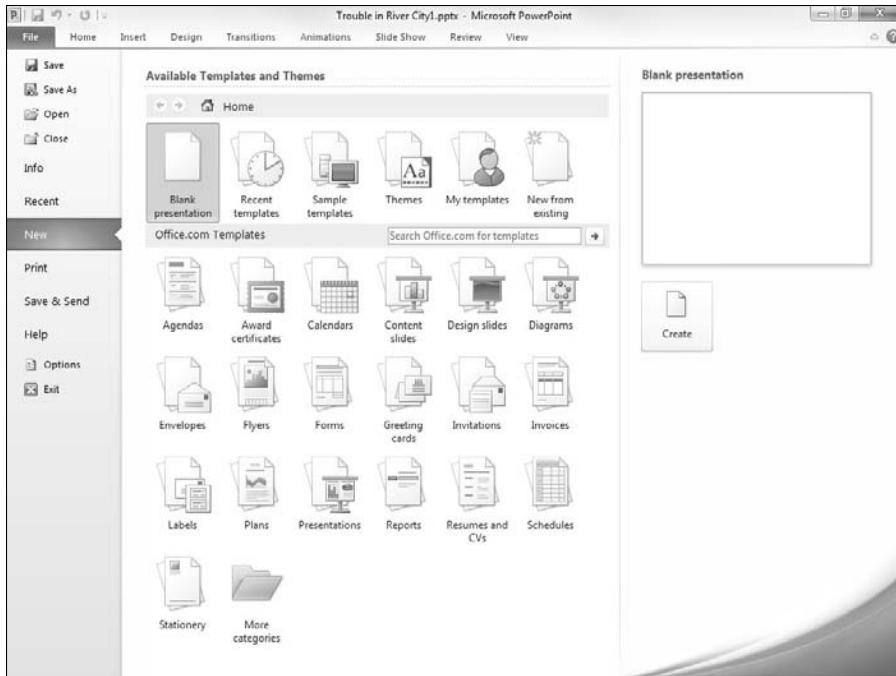 P Trouble in River City1.pptx - Microsoft PowerPoint
File Home Insert Design Transitions Animations Slide Show Review View
Save
Save As
Open
Close
Info
Recent
New
Print
Save & Send
Help
Options
Exit
Available Templates and Themes
Home
Blank presentation
Recent templates
Sample templates
Themes
My templates
New from existing
Office.com Templates
Search Office.com for templates
Agendas
Award certificates
Calendars
Content slides
Design slides
Diagrams
Envelopes
Flyers
Forms
Greeting cards
Invitations
Invoices
Labels
Plans
Presentations
Reports
Resumes and CVs
Schedules
Stationery
More categories
Blank presentation
Create